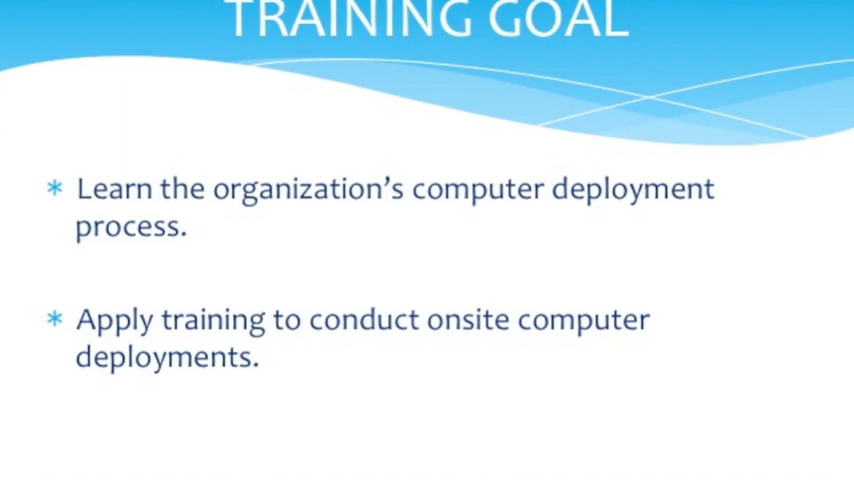 TRAINING GOAL
* Learn the organization’s computer deployment
process.
* Apply training to conduct onsite computer
deployments.